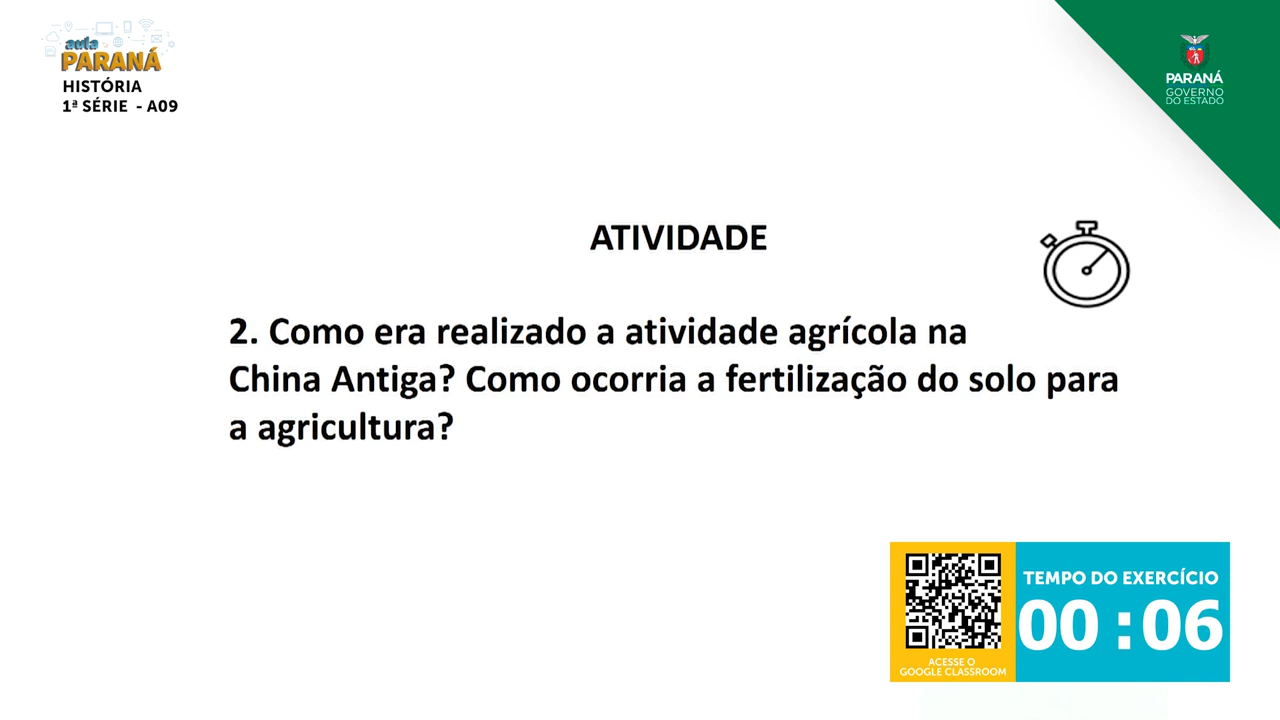 aula
PARANÁ
HISTÓRIA
1ª SÉRIE - A09
PARANÁ
GOVERNO
DO ESTADO
ATIVIDADE
2. Como era realizado a atividade agrícola na
China Antiga? Como ocorria a fertilização do solo para
a agricultura?
TEMPO DO EXERCÍCIO
00 : 06
ACESSE O
GOOGLE CLASSROOM